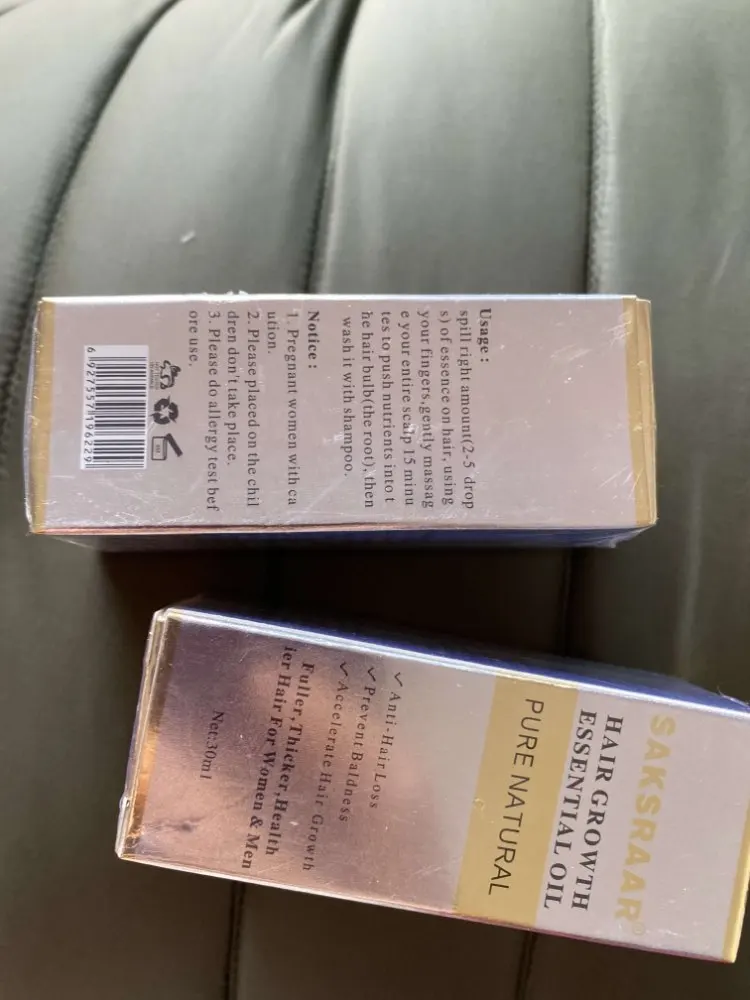 Usage :
spill right amount(2-5 drop
s) of essence on hair, using
your fingers,gently massag
e your entire scalp 15 minu
tes to push nutrients into t
he hair bulb(the root), then
wash it with shampoo.
Notice :
1. Pregnant women with ca
ution.
2. Please placed on the chil
dren don't take place.
3. Please do allergy test bef
ore use.
6 927557 196229
SAKSRAAR®
HAIR GROWTH
ESSENTIAL OIL
PURE NATURAL
✓ Anti-Hair Loss
✓ Prevent Baldness
✓ Accelerate Hair Growth
Fuller,Thicker,Health
ier Hair For Women & Men
Net:30ml